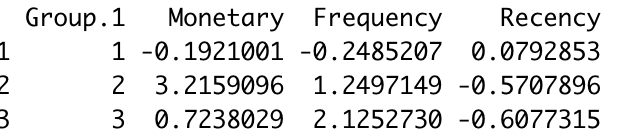 Group.1 Monetary Frequency Recency
1 1 -0.1921001 -0.2485207 0.0792853
2 2 3.2159096 1.2497149 -0.5707896
3 3 0.7238029 2.1252730 -0.6077315